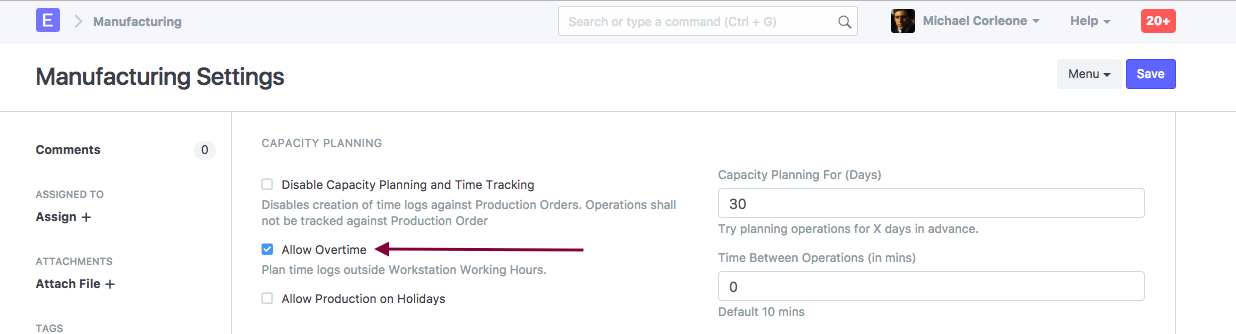 E Manufacturing Search or type a command (Ctrl + G) Michael Corleone Help 20+
Manufacturing Settings Menu Save
Comments 0
ASSIGNED TO
Assign +
ATTACHMENTS
Attach File +
TAGS
CAPACITY PLANNING
Disable Capacity Planning and Time Tracking
Disables creation of time logs against Production Orders. Operations shall
not be tracked against Production Order
Allow Overtime
Plan time logs outside Workstation Working Hours.
Allow Production on Holidays
Capacity Planning For (Days)
30
Try planning operations for X days in advance.
Time Between Operations (in mins)
0
Default 10 mins